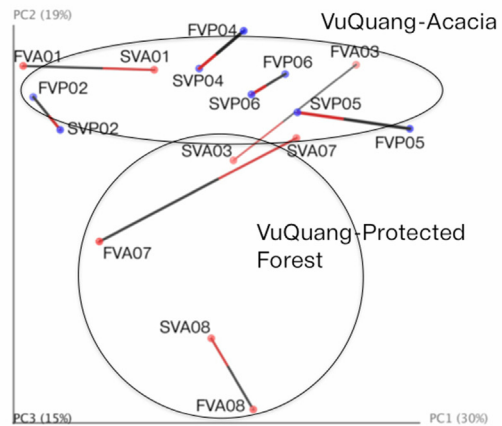 PC2 (19%)
VuQuang-Acacia
FVP04
FVA01
SVA01
FVA03
FVP06
SVP04
FVP02
SVP06
SVP05
SVP02
FVP05
SVA03
SVA07
VuQuang-Protected
Forest
FVA07
SVA08
FVA08
PC3 (15%)
PC1 (30%)